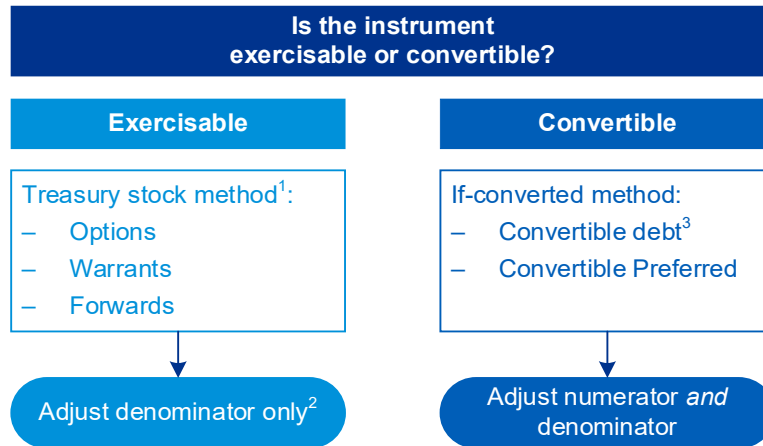 Is the instrument
exercisable or convertible?
Exercisable
Convertible
Treasury stock method¹:
– Options
– Warrants
– Forwards
If-converted method:
– Convertible debt³
– Convertible Preferred
Adjust denominator only²
Adjust numerator and
denominator